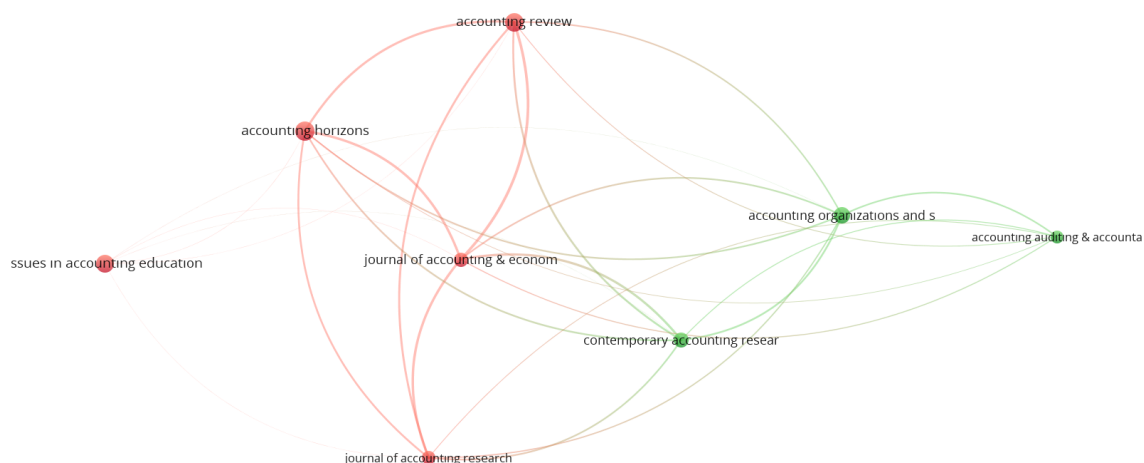 accounting review
accounting horizons
accounting organizations and s
accounting auditing & accounta
ssues in accounting education
journal of accounting & econom
contemporary accounting resear
journal of accounting research